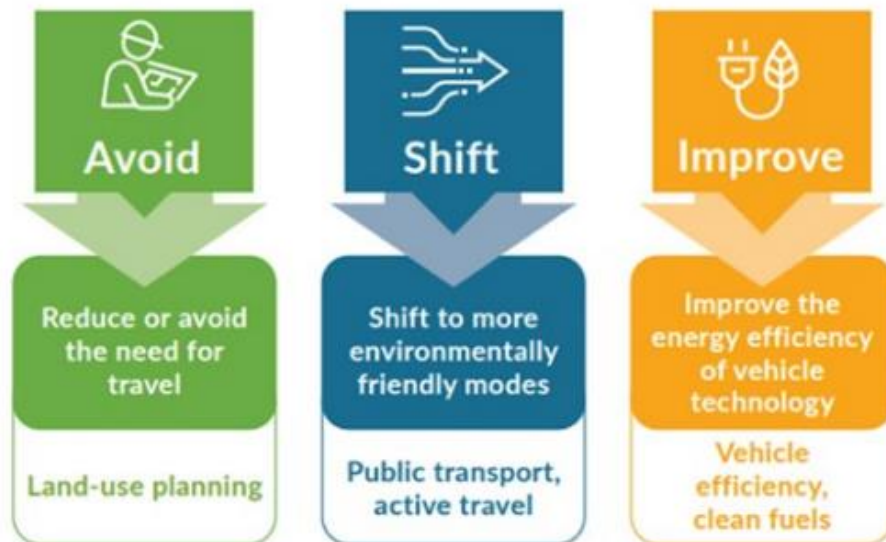 Avoid
Reduce or avoid
the need for
travel
Land-use planning
Shift
Shift to more
environmentally
friendly modes
Public transport,
active travel
Improve
Improve the
energy efficiency
of vehicle
technology
Vehicle
efficiency,
clean fuels